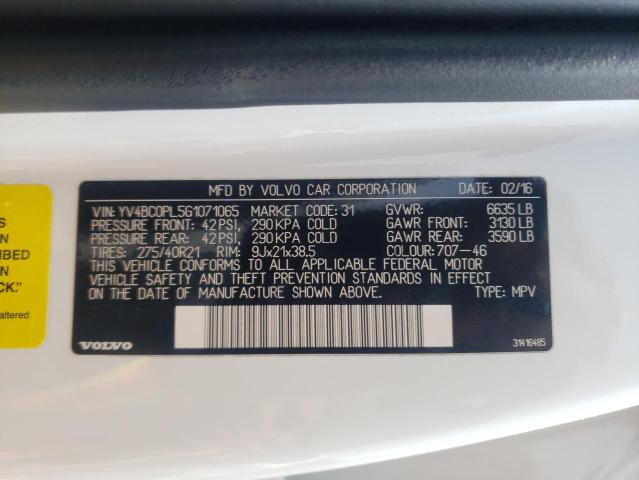 MFD BY VOLVO CAR CORPORATION DATE: 02/16
VIN: YV4BC0PL5G1071065 MARKET CODE: 31 GVWR: 6635 LB
PRESSURE FRONT: 42 PSI, 290 KPA COLD GAWR FRONT: 3130 LB
PRESSURE REAR: 42 PSI, 290 KPA COLD GAWR REAR: 3590 LB
TIRES: 275/40R21 RIM: 9Jx21x38.5 COLOUR: 707-46
THIS VEHICLE CONFORMS TO ALL APPLICABLE FEDERAL MOTOR
VEHICLE SAFETY AND THEFT PREVENTION STANDARDS IN EFFECT
ON THE DATE OF MANUFACTURE SHOWN ABOVE. TYPE: MPV
VOLVO 31416485
altered.